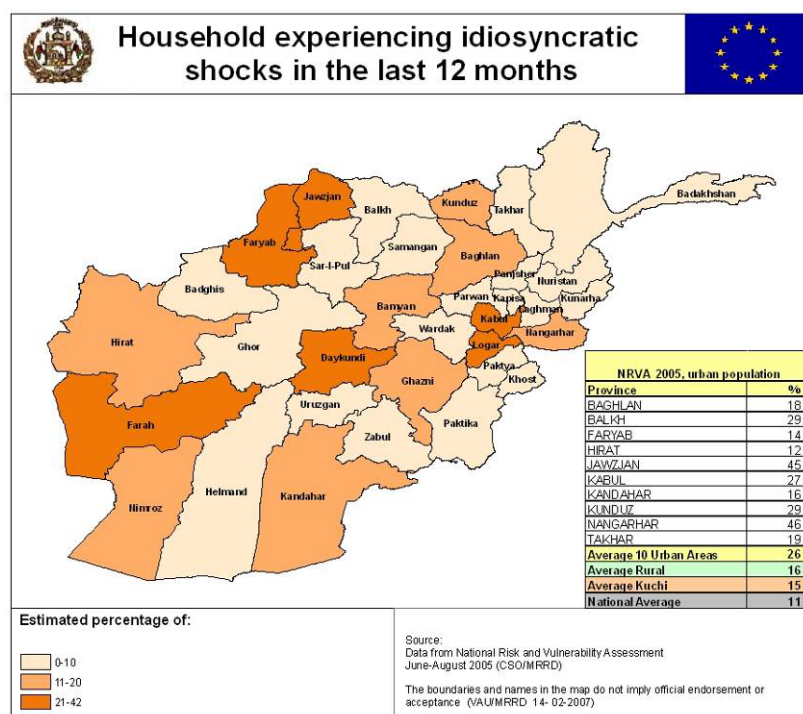 Household experiencing idiosyncratic
shocks in the last 12 months
Jawzjan
Balkh
Kunduz
Takhar
Badakhshan
Faryab
Sar-I-Pul
Samangan
Baghlan
Badghis
Panjsher
Nuristan
Bamyan
Parwan
Kapisa
Kunarha
Laghman
Hirat
Ghor
Wardak
Kabul
Nangarhar
Daykundi
Logar
Ghazni
Paktya
Khost
Farah
Uruzgan
Zabul
Paktika
Nimroz
Helmand
Kandahar
NRVA 2005, urban population
Province %
BAGHLAN 18
BALKH 29
FARYAB 14
HIRAT 12
JAWZJAN 45
KABUL 27
KANDAHAR 16
KUNDUZ 29
NANGARHAR 46
TAKHAR 19
Average 10 Urban Areas 26
Average Rural 16
Average Kuchi 15
National Average 11
Estimated percentage of:
0-10
11-20
21-42
Source:
Data from National Risk and Vulnerability Assessment
June-August 2005 (CSO/MRRD)
The boundaries and names in the map do not imply official endorsement or
acceptance (VAU/MRRD 14- 02-2007)